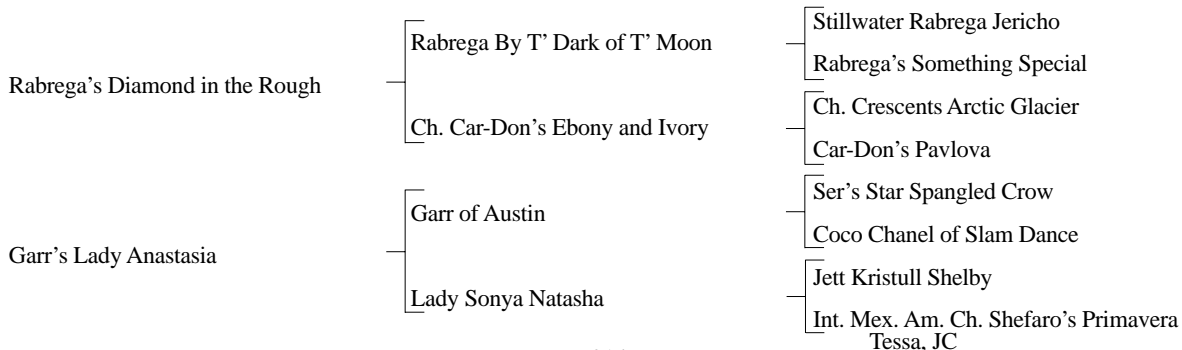 Rabrega’s Diamond in the Rough
Rabrega By T’ Dark of T’ Moon
Stillwater Rabrega Jericho
Rabrega’s Something Special
Ch. Car-Don’s Ebony and Ivory
Ch. Crescents Arctic Glacier
Car-Don’s Pavlova
Garr’s Lady Anastasia
Garr of Austin
Ser’s Star Spangled Crow
Coco Chanel of Slam Dance
Lady Sonya Natasha
Jett Kristull Shelby
Int. Mex. Am. Ch. Shefaro’s Primavera
Tessa, JC